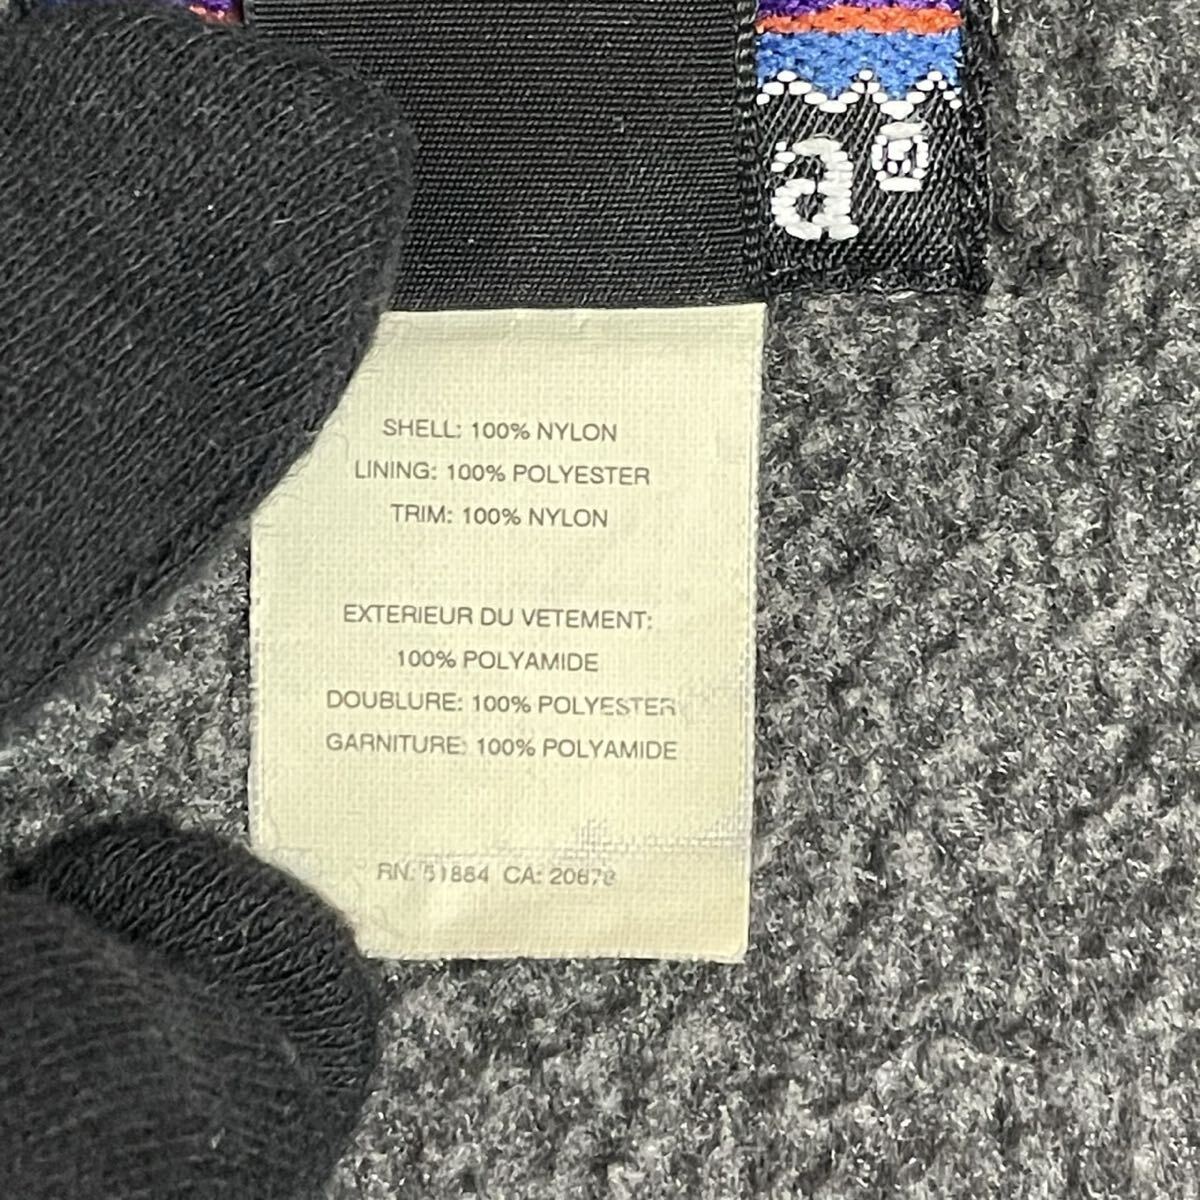 a®
SHELL: 100% NYLON
LINING: 100% POLYESTER
TRIM: 100% NYLON
EXTERIEUR DU VETEMENT:
100% POLYAMIDE
DOUBLURE: 100% POLYESTER
GARNITURE: 100% POLYAMIDE
RN: 51884 CA: